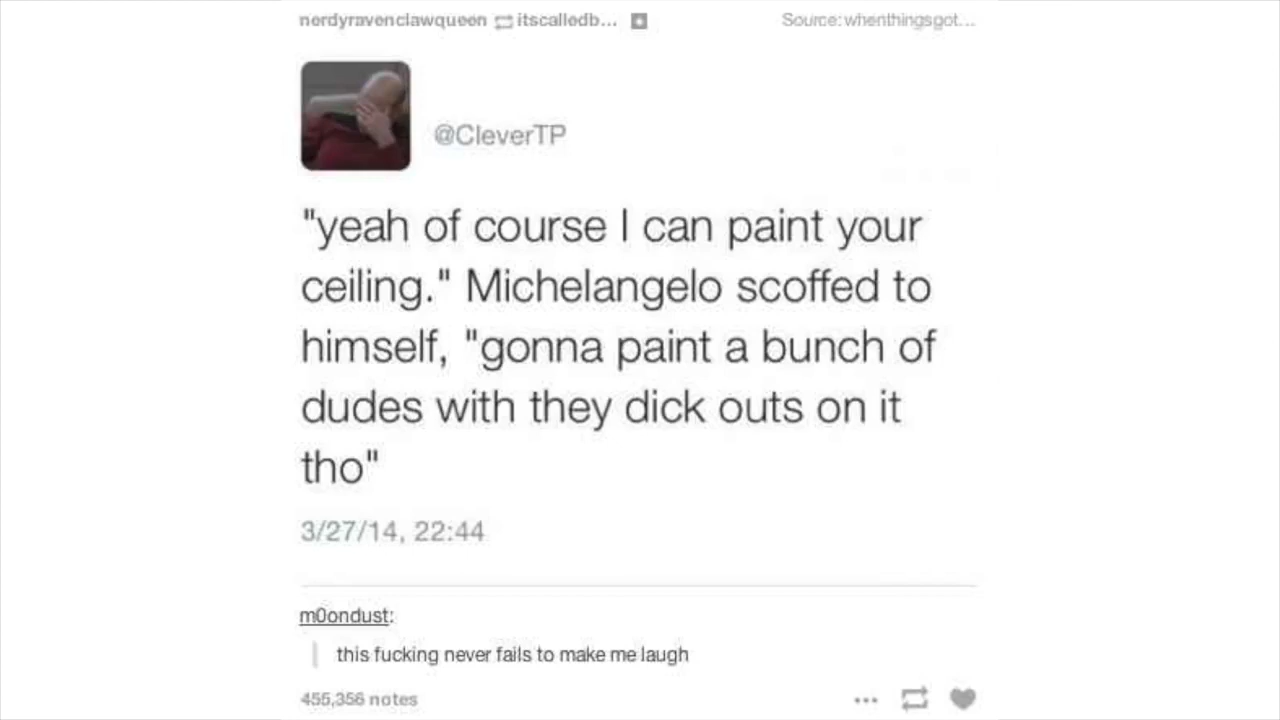 nerdyravenclawqueen itscalledb... Source: whenthingsgot...
@CleverTP
"yeah of course I can paint your
ceiling." Michelangelo scoffed to
himself, "gonna paint a bunch of
dudes with they dick outs on it
tho"
3/27/14, 22:44
m0ondust:
this fucking never fails to make me laugh
455,356 notes